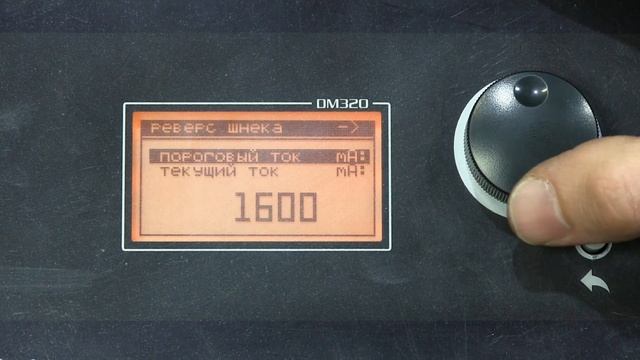 DM320
реверс шнека ->
пороговый ток мА:
текущий ток мА:
1600